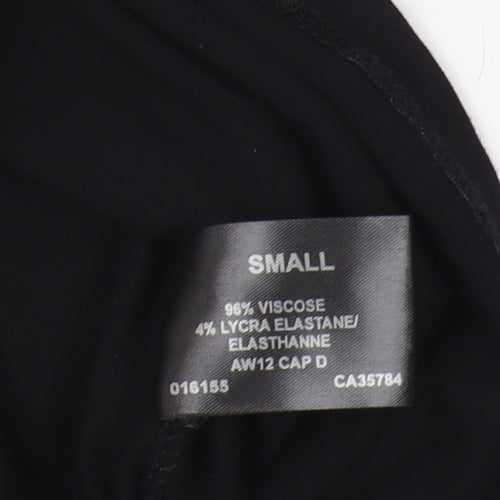 SMALL
96% VISCOSE
4% LYCRA ELASTANE/
ELASTHANNE
AW12 CAP D
016155 CA35784